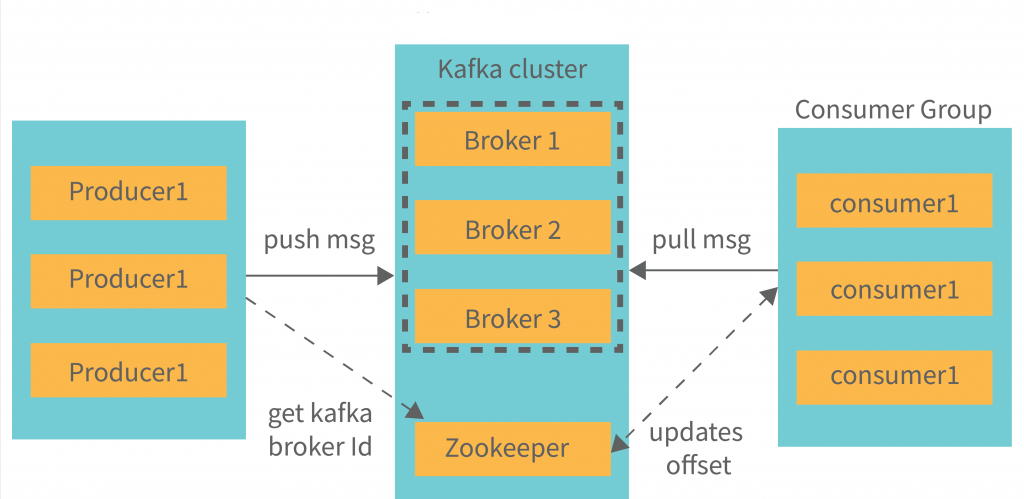 Kafka cluster
Consumer Group
Broker 1
Broker 2
Broker 3
Producer1
Producer1
Producer1
push msg
pull msg
consumer1
consumer1
consumer1
get kafka
broker Id
Zookeeper
updates
offset